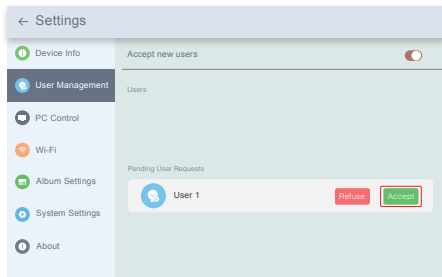 ← Settings
Device Info
User Management
PC Control
Wi-Fi
Album Settings
System Settings
About
Accept new users
Users
Pending User Requests
User 1
Refuse
Accept